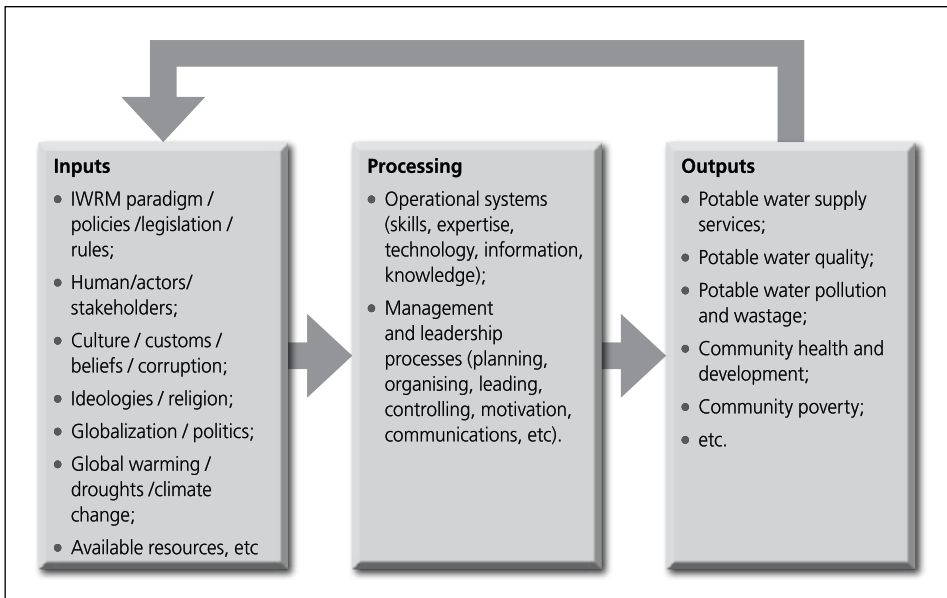 Inputs
• IWRM paradigm /
policies /legislation /
rules;
• Human/actors/
stakeholders;
• Culture / customs /
beliefs / corruption;
• Ideologies / religion;
• Globalization / politics;
• Global warming /
droughts /climate
change;
• Available resources, etc
Processing
• Operational systems
(skills, expertise,
technology, information,
knowledge);
• Management
and leadership
processes (planning,
organising, leading,
controlling, motivation,
communications, etc).
Outputs
• Potable water supply
services;
• Potable water quality;
• Potable water pollution
and wastage;
• Community health and
development;
• Community poverty;
• etc.